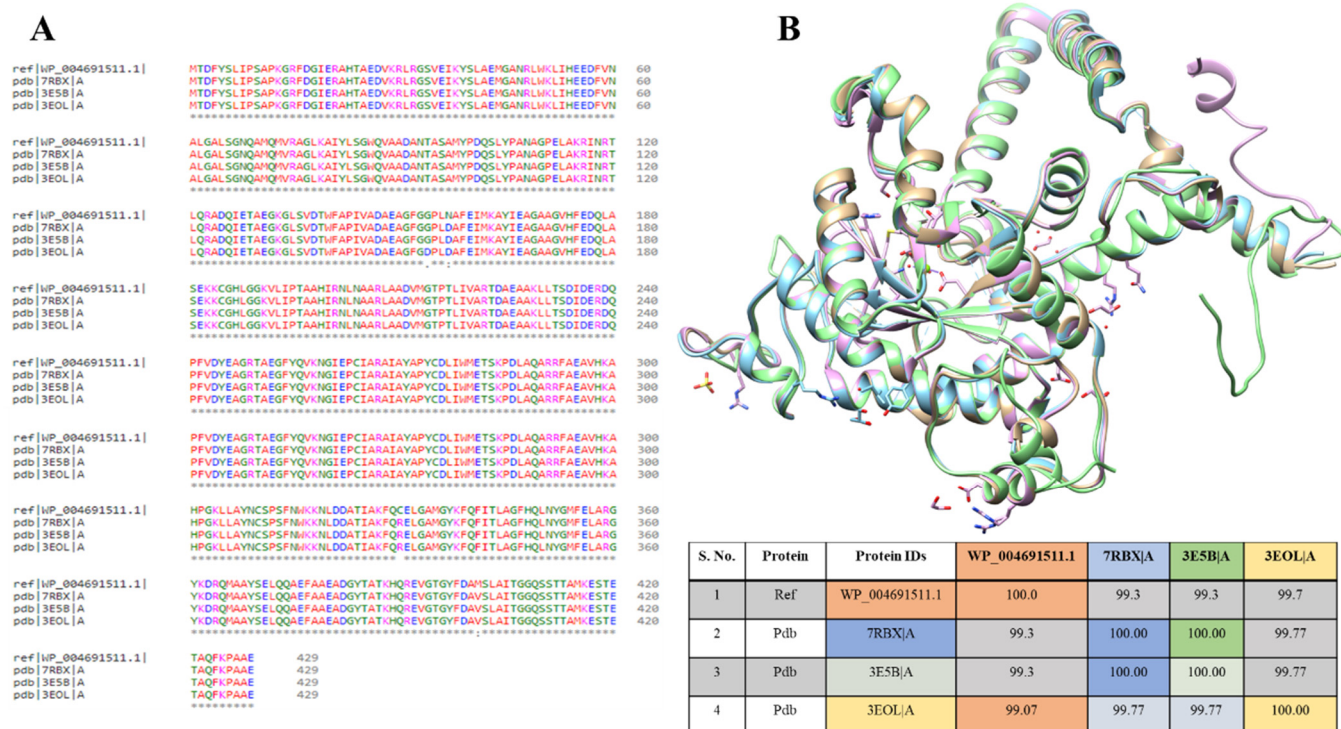 A
ref|WP_004691511.1| MTDFYSLIPSAPKGRFDGIERAHTAEDVKRLRGSVEIKYSLAEMGANRLWKLIHEEDFVN 60
pdb|7RBX|A MTDFYSLIPSAPKGRFDGIERAHTAEDVKRLRGSVEIKYSLAEMGANRLWKLIHEEDFVN 60
pdb|3E5B|A MTDFYSLIPSAPKGRFDGIERAHTAEDVKRLRGSVEIKYSLAEMGANRLWKLIHEEDFVN 60
pdb|3EOL|A MTDFYSLIPSAPKGRFDGIERAHTAEDVKRLRGSVEIKYSLAEMGANRLWKLIHEEDFVN 60
************************************************************
ref|WP_004691511.1| ALGALSGNQAMQMVRAGLKAIYLSGWQVAADANTASAMYPDQSLYPANAGPELAKRINRT 120
pdb|7RBX|A ALGALSGNQAMQMVRAGLKAIYLSGWQVAADANTASAMYPDQSLYPANAGPELAKRINRT 120
pdb|3E5B|A ALGALSGNQAMQMVRAGLKAIYLSGWQVAADANTASAMYPDQSLYPANAGPELAKRINRT 120
pdb|3EOL|A ALGALSGNQAMQMVRAGLKAIYLSGWQVAADANTASAMYPDQSLYPANAGPELAKRINRT 120
************************************************************
ref|WP_004691511.1| LQRADQIETAEGKGLSVDTWFAPIVADAEAGFGGPLNAFEIMKAYIEAGAAGVHFEDQLA 180
pdb|7RBX|A LQRADQIETAEGKGLSVDTWFAPIVADAEAGFGGPLDAFEIMKAYIEAGAAGVHFEDQLA 180
pdb|3E5B|A LQRADQIETAEGKGLSVDTWFAPIVADAEAGFGGPLDAFEIMKAYIEAGAAGVHFEDQLA 180
pdb|3EOL|A LQRADQIETAEGKGLSVDTWFAPIVADAEAGFGDPLDAFEIMKAYIEAGAAGVHFEDQLA 180
*********************************.**:***********************
ref|WP_004691511.1| SEKKCGHLGGKVLIPTAAHIRNLNAARLAADVMGTPTLIVARTDAEAAKLLTSDIDERDQ 240
pdb|7RBX|A SEKKCGHLGGKVLIPTAAHIRNLNAARLAADVMGTPTLIVARTDAEAAKLLTSDIDERDQ 240
pdb|3E5B|A SEKKCGHLGGKVLIPTAAHIRNLNAARLAADVMGTPTLIVARTDAEAAKLLTSDIDERDQ 240
pdb|3EOL|A SEKKCGHLGGKVLIPTAAHIRNLNAARLAADVMGTPTLIVARTDAEAAKLLTSDIDERDQ 240
************************************************************
ref|WP_004691511.1| PFVDYEAGRTAEGFYQVKNGIEPCIARAIAYAPYCDLIWMETSKPDLAQARRFAEAVHKA 300
pdb|7RBX|A PFVDYEAGRTAEGFYQVKNGIEPCIARAIAYAPYCDLIWMETSKPDLAQARRFAEAVHKA 300
pdb|3E5B|A PFVDYEAGRTAEGFYQVKNGIEPCIARAIAYAPYCDLIWMETSKPDLAQARRFAEAVHKA 300
pdb|3EOL|A PFVDYEAGRTAEGFYQVKNGIEPCIARAIAYAPYCDLIWMETSKPDLAQARRFAEAVHKA 300
************************************************************
ref|WP_004691511.1| PFVDYEAGRTAEGFYQVKNGIEPCIARAIAYAPYCDLIWMETSKPDLAQARRFAEAVHKA 300
pdb|7RBX|A PFVDYEAGRTAEGFYQVKNGIEPCIARAIAYAPYCDLIWMETSKPDLAQARRFAEAVHKA 300
pdb|3E5B|A PFVDYEAGRTAEGFYQVKNGIEPCIARAIAYAPYCDLIWMETSKPDLAQARRFAEAVHKA 300
pdb|3EOL|A PFVDYEAGRTAEGFYQVKNGIEPCIARAIAYAPYCDLIWMETSKPDLAQARRFAEAVHKA 300
************************************************************
ref|WP_004691511.1| HPGKLLAYNCSPSFNWKKNLDDATIAKFQCELGAMGYKFQFITLAGFHQLNYGMFELARG 360
pdb|7RBX|A HPGKLLAYNCSPSFNWKKNLDDATIAKFQRELGAMGYKFQFITLAGFHQLNYGMFELARG 360
pdb|3E5B|A HPGKLLAYNCSPSFNWKKNLDDATIAKFQRELGAMGYKFQFITLAGFHQLNYGMFELARG 360
pdb|3EOL|A HPGKLLAYNCSPSFNWKKNLDDATIAKFQRELGAMGYKFQFITLAGFHQLNYGMFELARG 360
***************************** ******************************
ref|WP_004691511.1| YKDRQMAAYSELQQAEFAAEADGYTATKHQREVGTGYFDAMSLAITGGQSSTTAMKESTE 420
pdb|7RBX|A YKDRQMAAYSELQQAEFAAEADGYTATKHQREVGTGYFDAVSLAITGGQSSTTAMKESTE 420
pdb|3E5B|A YKDRQMAAYSELQQAEFAAEADGYTATKHQREVGTGYFDAVSLAITGGQSSTTAMKESTE 420
pdb|3EOL|A YKDRQMAAYSELQQAEFAAEADGYTATKHQREVGTGYFDAVSLAITGGQSSTTAMKESTE 420
****************************************:*******************
ref|WP_004691511.1| TAQFKPAAE 429
pdb|7RBX|A TAQFKPAAE 429
pdb|3E5B|A TAQFKPAAE 429
pdb|3EOL|A TAQFKPAAE 429
*********
B
S. No. Protein Protein IDs WP_004691511.1 7RBX|A 3E5B|A 3EOL|A
1 Ref WP_004691511.1 100.0 99.3 99.3 99.7
2 Pdb 7RBX|A 99.3 100.00 100.00 99.77
3 Pdb 3E5B|A 99.3 100.00 100.00 99.77
4 Pdb 3EOL|A 99.07 99.77 99.77 100.00